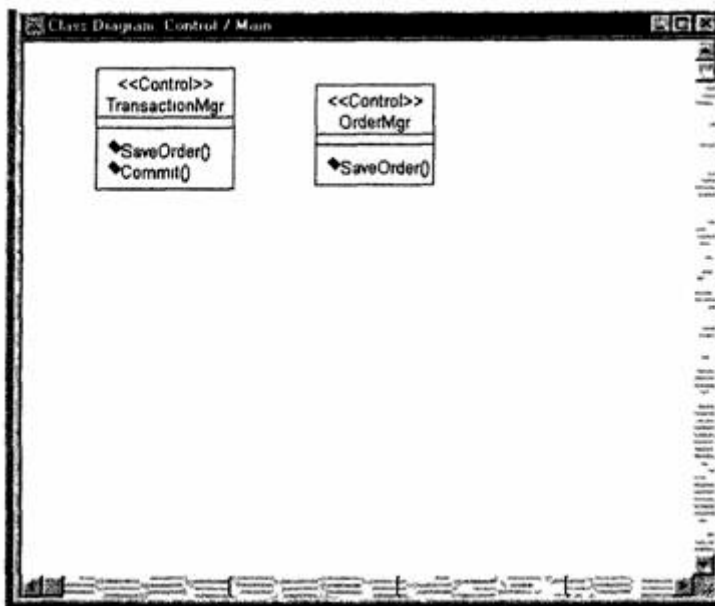 Class Diagram: Control / Main
<<Control>>
TransactionMgr
SaveOrder()
Commit()
<<Control>>
OrderMgr
SaveOrder()